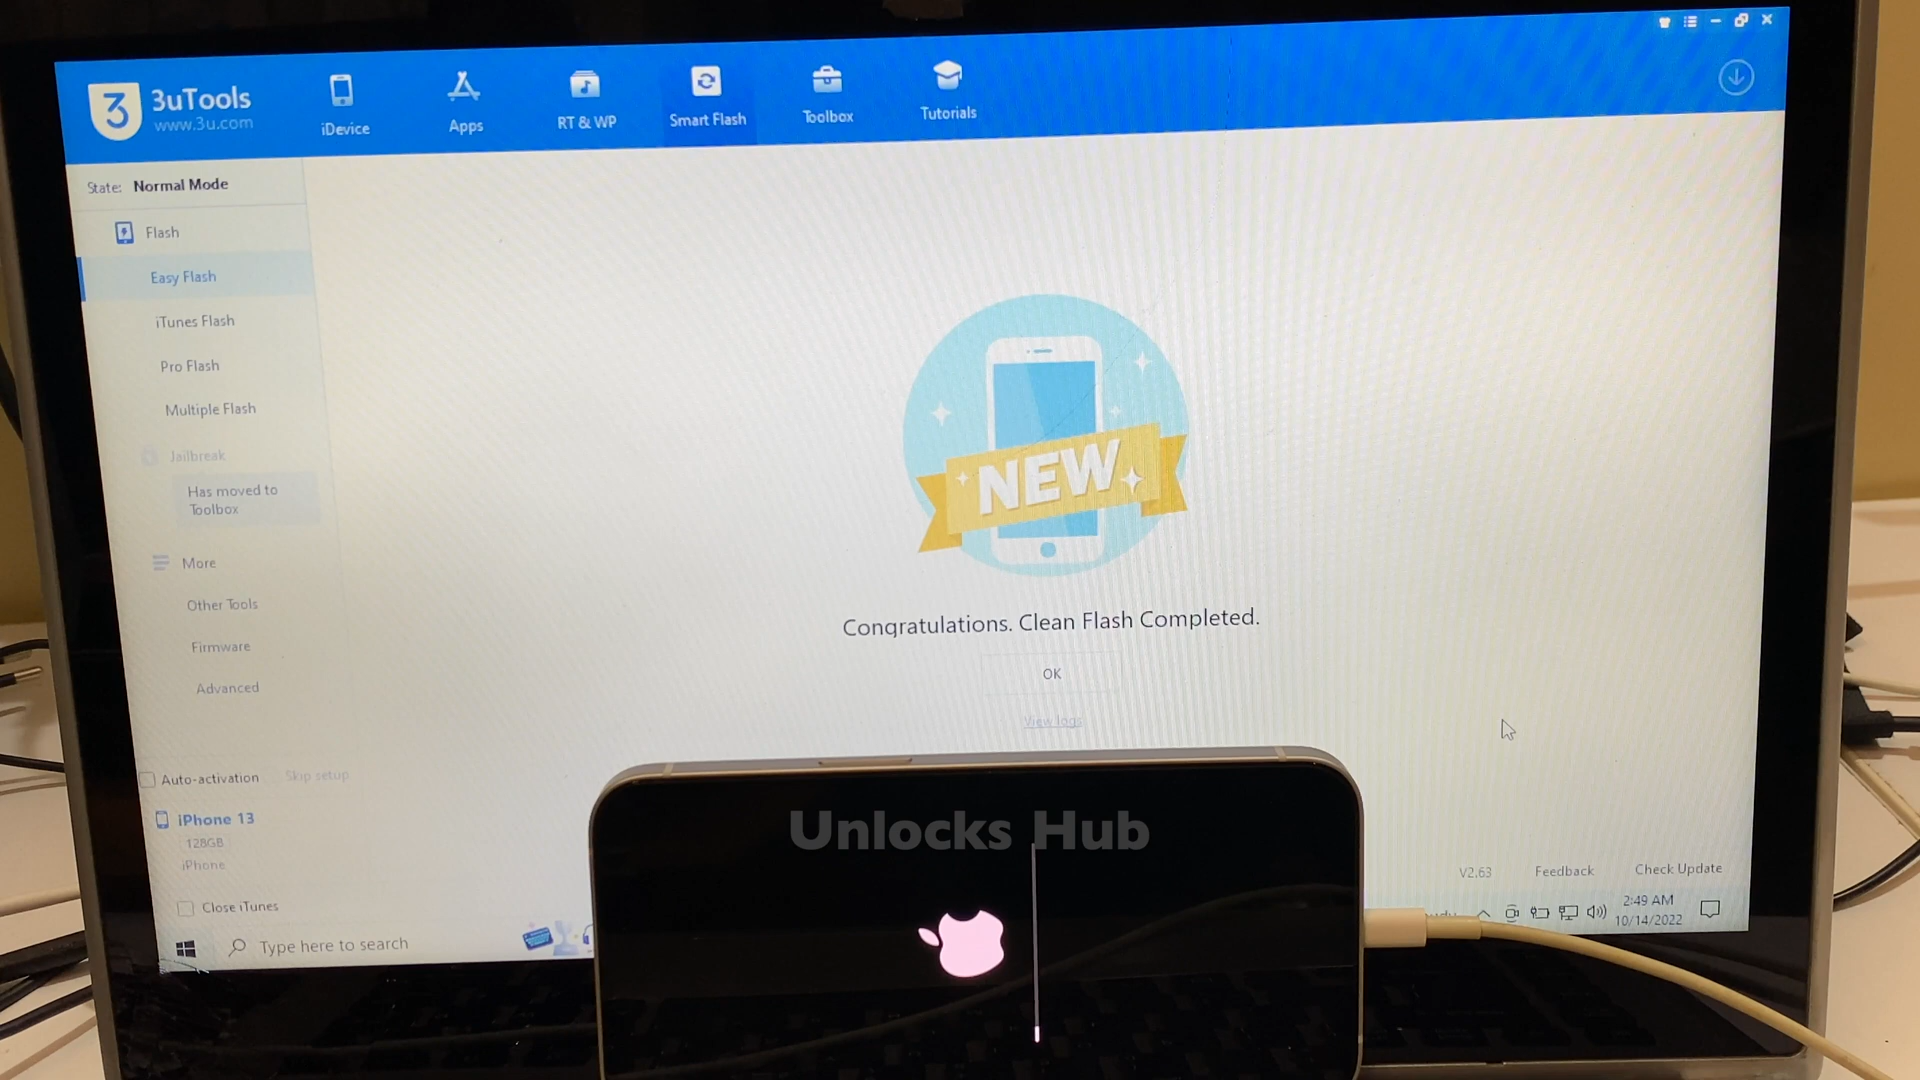 3 3uTools
www.3u.com
iDevice
Apps
RT & WP
Smart Flash
Toolbox
Tutorials
State: Normal Mode
Flash
Easy Flash
iTunes Flash
Pro Flash
Multiple Flash
Jailbreak
Has moved to
Toolbox
More
Other Tools
Firmware
Advanced
NEW
Congratulations. Clean Flash Completed.
OK
View logs
Auto-activation
Skip setup
iPhone 13
128GB
iPhone
Close iTunes
Unlocks Hub
V2.63
Feedback
Check Update
Type here to search
2:49 AM
10/14/2022